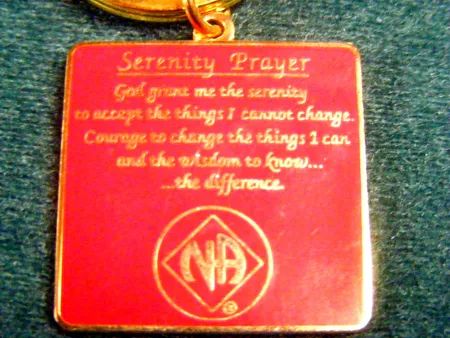 Serenity Prayer
God grant me the serenity
to accept the things I cannot change.
Courage to change the things I can
and the wisdom to know...
...the difference.
NA
®